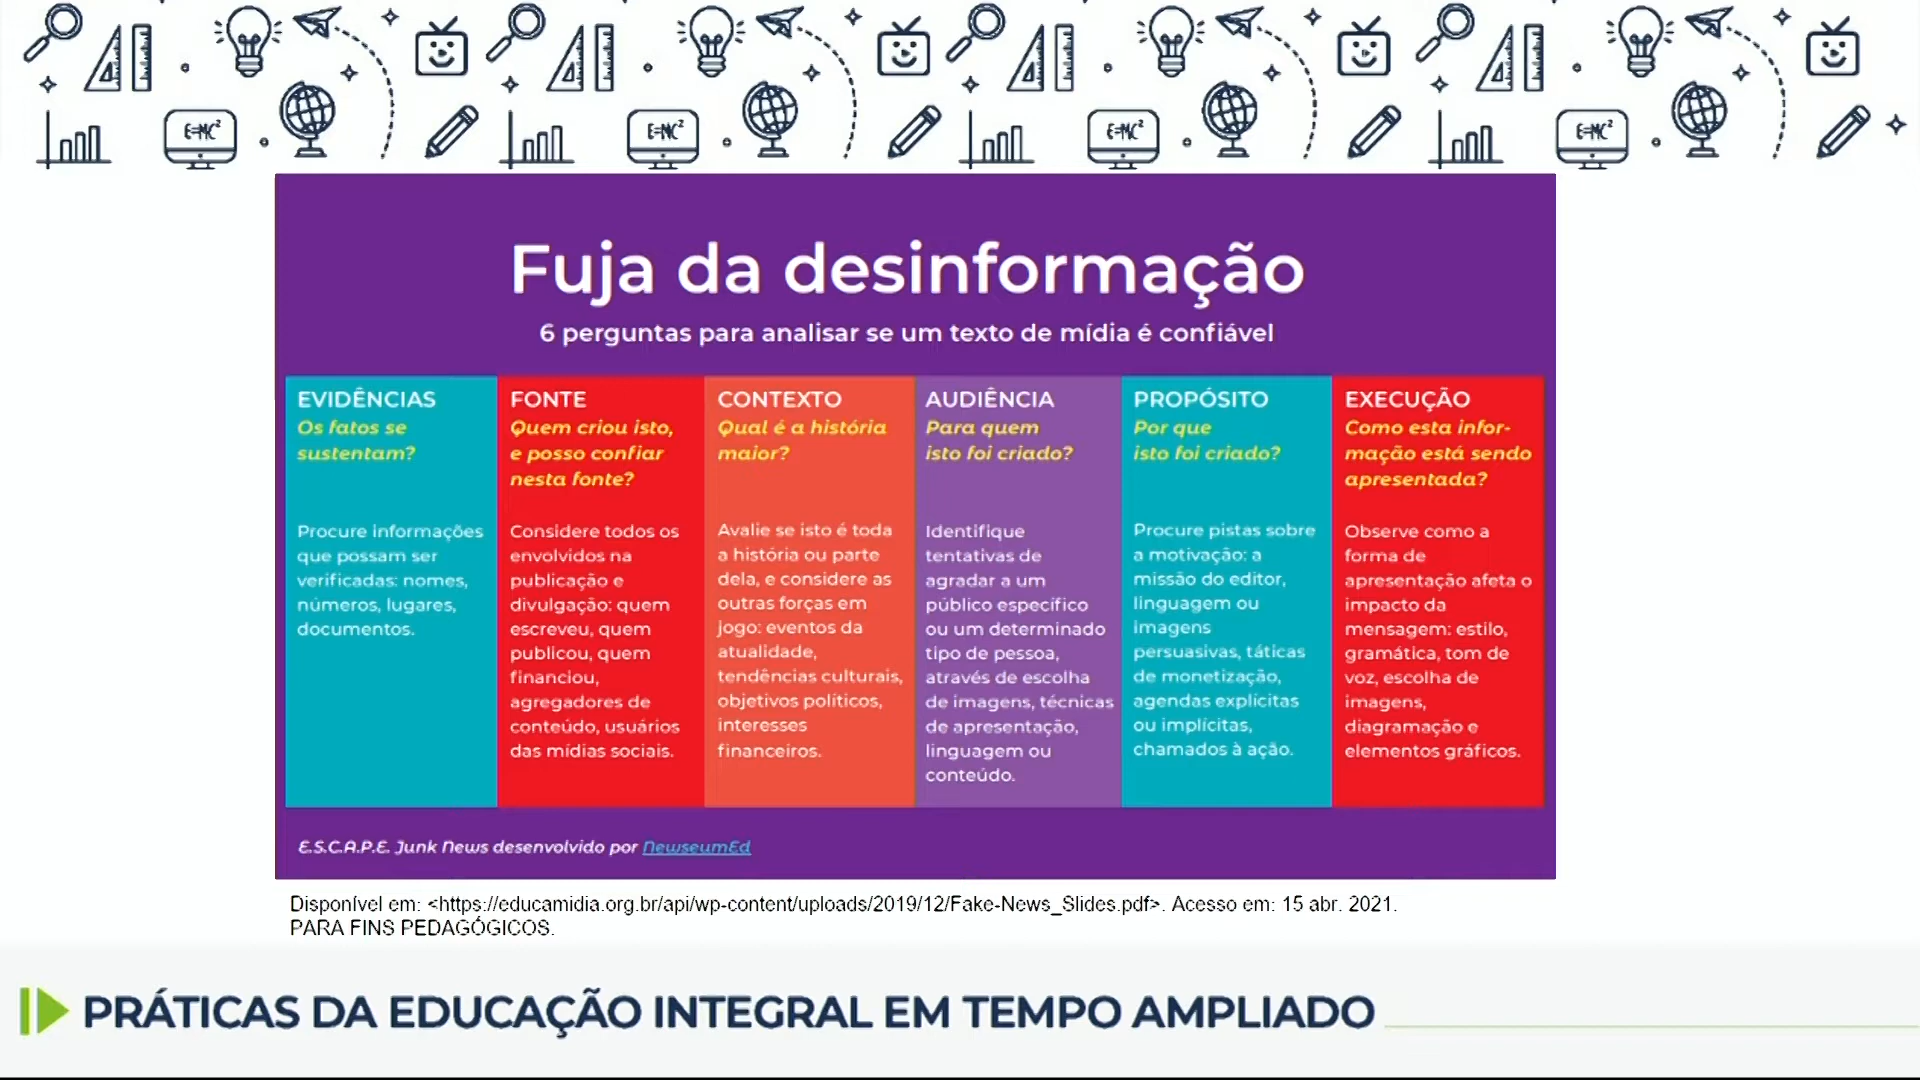 E=MC²
E=MC²
E=MC²
E=MC²
Fuja da desinformação
6 perguntas para analisar se um texto de mídia é confiável
EVIDÊNCIAS
Os fatos se
sustentam?
Procure informações
que possam ser
verificadas: nomes,
números, lugares,
documentos.
FONTE
Quem criou isto,
e posso confiar
nesta fonte?
Considere todos os
envolvidos na
publicação e
divulgação: quem
escreveu, quem
publicou, quem
financiou,
agregadores de
conteúdo, usuários
das mídias sociais.
CONTEXTO
Qual é a história
maior?
Avalie se isto é toda
a história ou parte
dela, e considere as
outras forças em
jogo: eventos da
atualidade,
tendências culturais,
objetivos políticos,
interesses
financeiros.
AUDIÊNCIA
Para quem
isto foi criado?
Identifique
tentativas de
agradar a um
público específico
ou um determinado
tipo de pessoa,
através de escolha
de imagens, técnicas
de apresentação,
linguagem ou
conteúdo.
PROPÓSITO
Por que
isto foi criado?
Procure pistas sobre
a motivação: a
missão do editor,
linguagem ou
imagens
persuasivas, táticas
de monetização,
agendas explícitas
ou implícitas,
chamados à ação.
EXECUÇÃO
Como esta infor-
mação está sendo
apresentada?
Observe como a
forma de
apresentação afeta o
impacto da
mensagem: estilo,
gramática, tom de
voz, escolha de
imagens,
diagramação e
elementos gráficos.
E.S.C.A.P.E. Junk News desenvolvido por NewseumEd
Disponível em: <https://educamidia.org.br/api/wp-content/uploads/2019/12/Fake-News_Slides.pdf>. Acesso em: 15 abr. 2021.
PARA FINS PEDAGÓGICOS.
PRÁTICAS DA EDUCAÇÃO INTEGRAL EM TEMPO AMPLIADO